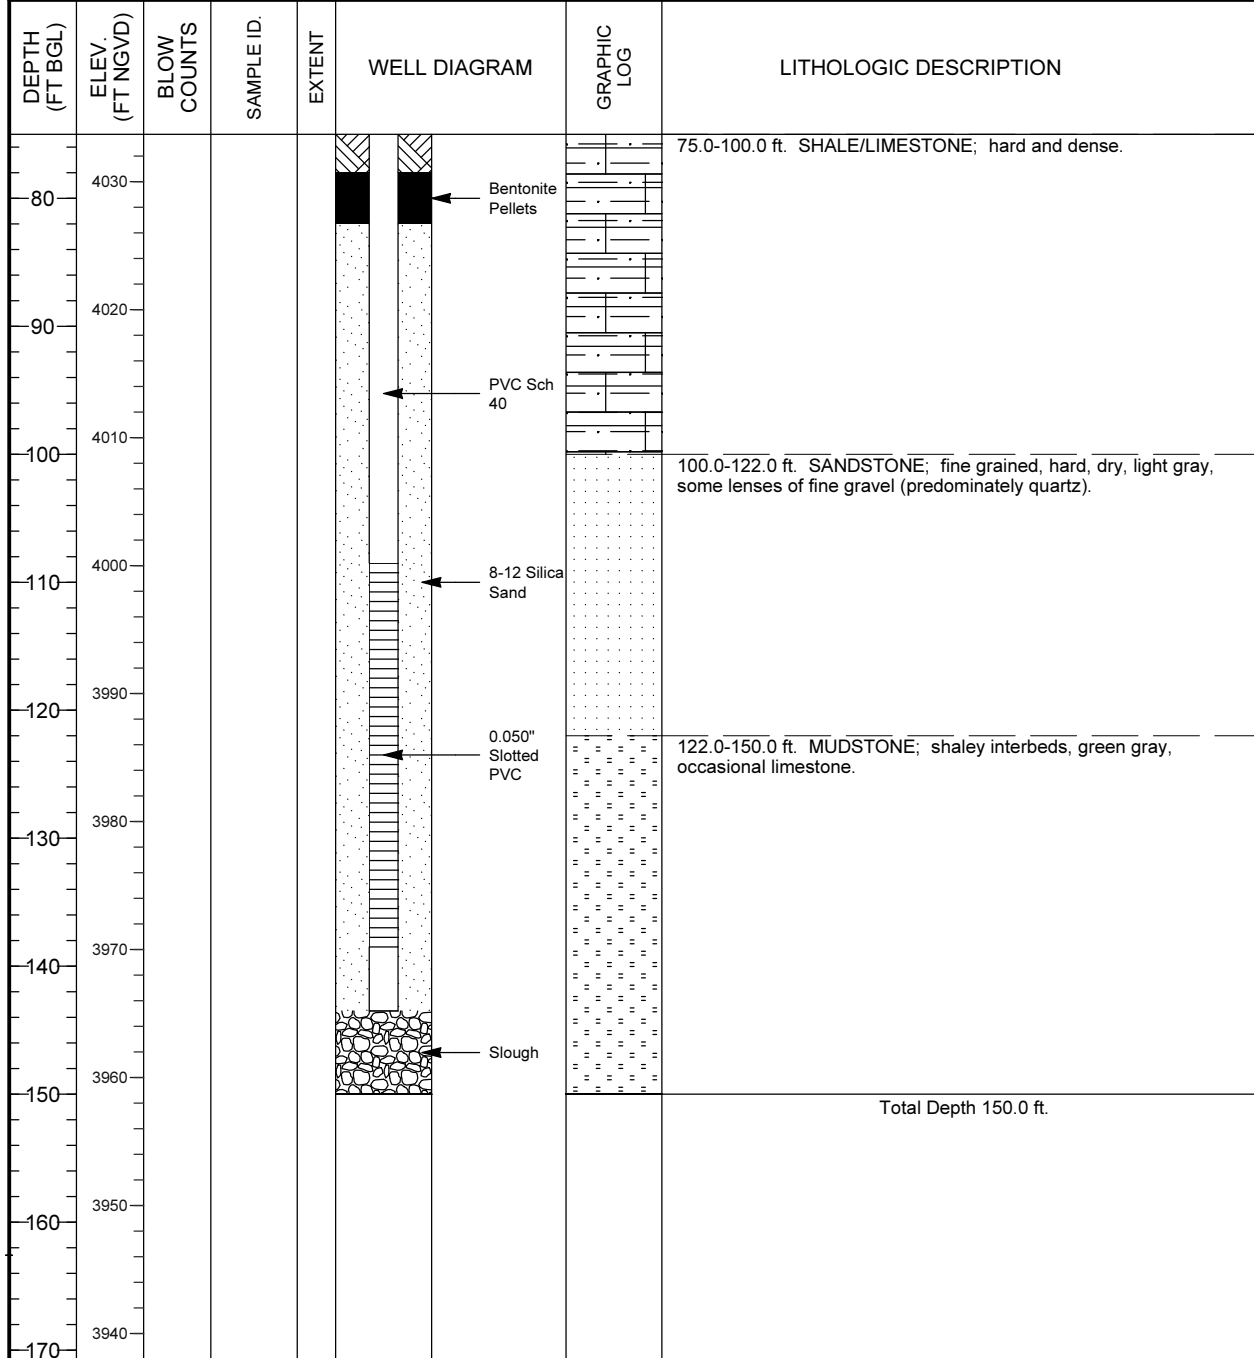 DEPTH
(FT BGL)
ELEV.
(FT NGVD)
BLOW
COUNTS
SAMPLE ID.
EXTENT
WELL DIAGRAM
GRAPHIC
LOG
LITHOLOGIC DESCRIPTION
75.0-100.0 ft. SHALE/LIMESTONE; hard and dense.
4030
80
Bentonite
Pellets
4020
90
PVC Sch
40
4010
100
100.0-122.0 ft. SANDSTONE; fine grained, hard, dry, light gray,
some lenses of fine gravel (predominately quartz).
4000
110
8-12 Silica
Sand
3990
120
0.050"
Slotted
PVC
122.0-150.0 ft. MUDSTONE; shaley interbeds, green gray,
occasional limestone.
3980
130
3970
140
Slough
3960
150
Total Depth 150.0 ft.
3950
160
3940
170